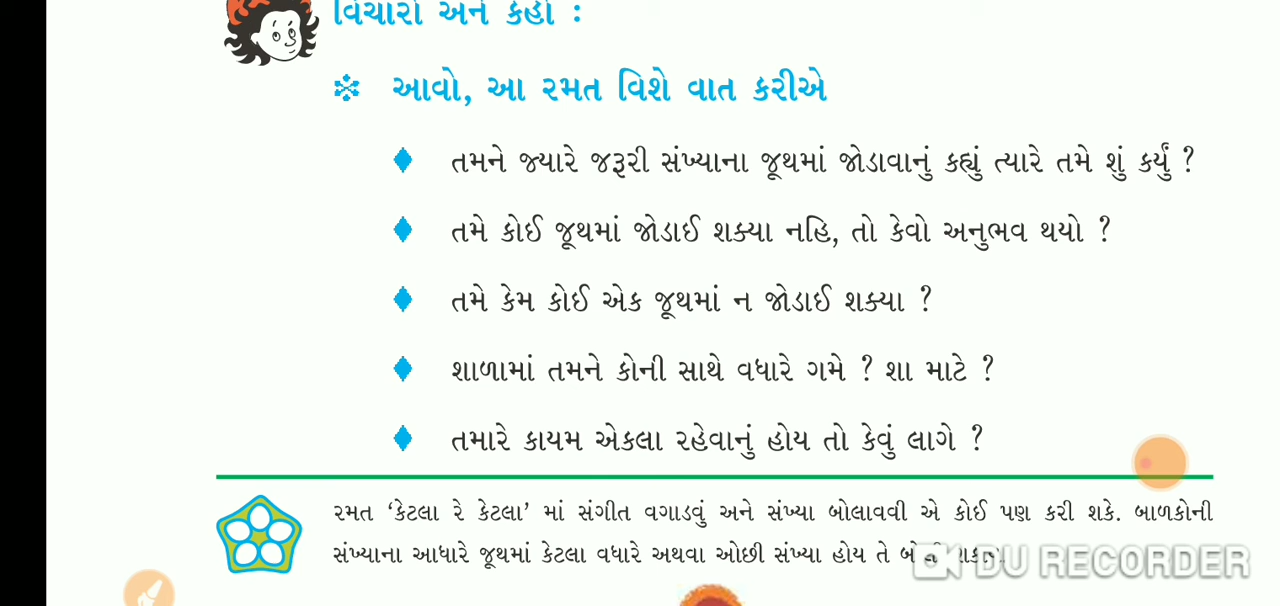 વિચારો અને કહો :
આવો, આ રમત વિશે વાત કરીએ
તમને જ્યારે જરૂરી સંખ્યાના જૂથમાં જોડાવાનું કહ્યું ત્યારે તમે શું કર્યું ?
તમે કોઈ જૂથમાં જોડાઈ શક્યા નહિ, તો કેવો અનુભવ થયો ?
તમે કેમ કોઈ એક જૂથમાં ન જોડાઈ શક્યા ?
શાળામાં તમને કોની સાથે વધારે ગમે ? શા માટે ?
તમારે કાયમ એકલા રહેવાનું હોય તો કેવું લાગે ?
રમત ‘કેટલા રે કેટલા’ માં સંગીત વગાડવું અને સંખ્યા બોલાવવી એ કોઈ પણ કરી શકે. બાળકોની
સંખ્યાના આધારે જૂથમાં કેટલા વધારે અથવા ઓછી સંખ્યા હોય તે
DU RECORDER